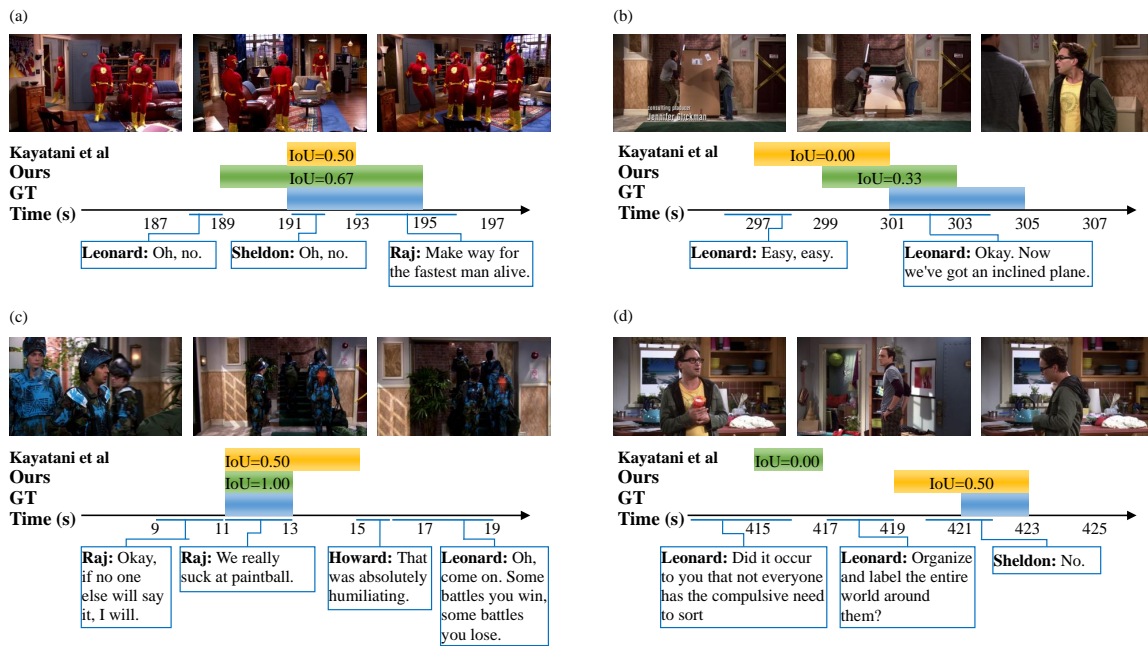 (a)
Kayatani et al
IoU=0.50
Ours
IoU=0.67
GT
Time (s)
187 189 191 193 195 197
Leonard: Oh, no.
Sheldon: Oh, no.
Raj: Make way for
the fastest man alive.
(b)
consulting producer
Jennifer Glickman
Kayatani et al
IoU=0.00
Ours
IoU=0.33
GT
Time (s)
297 299 301 303 305 307
Leonard: Easy, easy.
Leonard: Okay. Now
we've got an inclined plane.
(c)
Kayatani et al
IoU=0.50
Ours
IoU=1.00
GT
Time (s)
9 11 13 15 17 19
Raj: Okay,
if no one
else will say
it, I will.
Raj: We really
suck at paintball.
Howard: That
was absolutely
humiliating.
Leonard: Oh,
come on. Some
battles you win,
some battles
you lose.
(d)
Kayatani et al
IoU=0.00
Ours
IoU=0.50
GT
Time (s)
415 417 419 421 423 425
Leonard: Did it occur
to you that not everyone
has the compulsive need
to sort
Leonard: Organize
and label the entire
world around
them?
Sheldon: No.